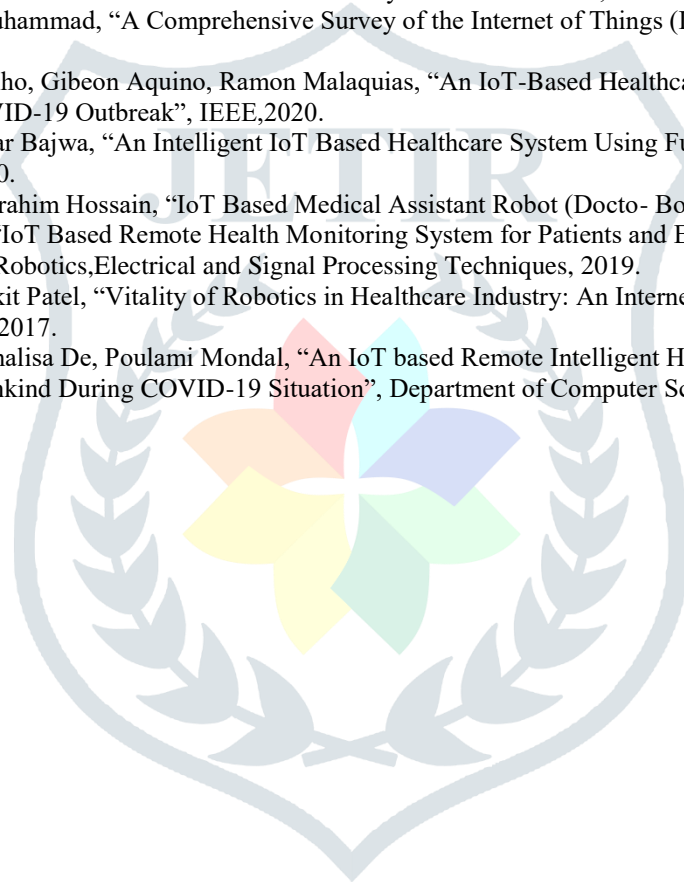 uhammad, “A Comprehensive Survey of the Internet of Things (I
ho, Gibeon Aquino, Ramon Malaquias, “An IoT-Based Healthca
VID-19 Outbreak”, IEEE,2020.
ar Bajwa, “An Intelligent IoT Based Healthcare System Using Fu
0.
rahim Hossain, “IoT Based Medical Assistant Robot (Docto- Bo
IoT Based Remote Health Monitoring System for Patients and E
Robotics,Electrical and Signal Processing Techniques, 2019.
kit Patel, “Vitality of Robotics in Healthcare Industry: An Interne
2017.
nalisa De, Poulami Mondal, “An IoT based Remote Intelligent H
nkind During COVID-19 Situation”, Department of Computer Sc
JETIR